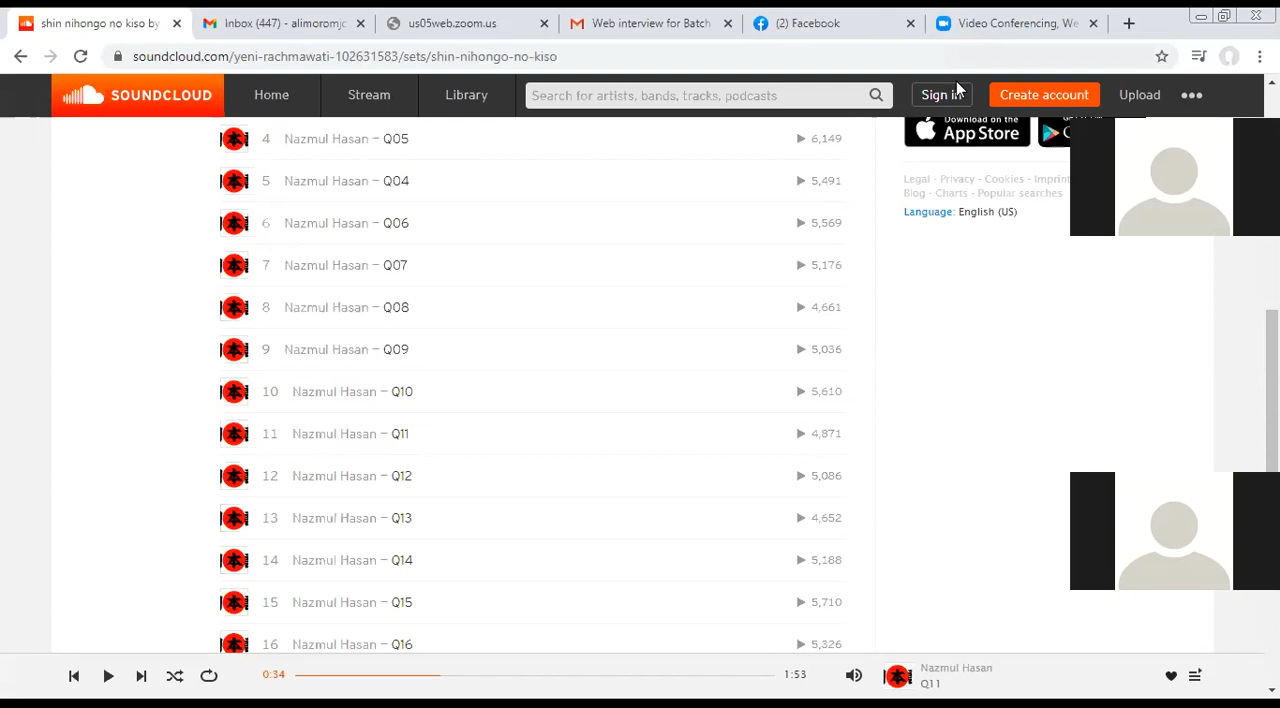 shin nihongo no kiso by
Inbox (447) - alimoromjc
us05web.zoom.us
Web interview for Batch
(2) Facebook
Video Conferencing, We
soundcloud.com/yeni-rachmawati-102631583/sets/shin-nihongo-no-kiso
SOUNDCLOUD
Home
Stream
Library
Search for artists, bands, tracks, podcasts
Sign in
Create account
Upload
4 Nazmul Hasan – Q05 6,149
5 Nazmul Hasan – Q04 5,491
6 Nazmul Hasan – Q06 5,569
7 Nazmul Hasan – Q07 5,176
8 Nazmul Hasan – Q08 4,661
9 Nazmul Hasan – Q09 5,036
10 Nazmul Hasan – Q10 5,610
11 Nazmul Hasan – Q11 4,871
12 Nazmul Hasan – Q12 5,086
13 Nazmul Hasan – Q13 4,652
14 Nazmul Hasan – Q14 5,188
15 Nazmul Hasan – Q15 5,710
16 Nazmul Hasan – Q16 5,326
Download on the
App Store
Legal - Privacy - Cookies - Imprint
Blog - Charts - Popular searches
Language: English (US)
0:34
1:53
Nazmul Hasan
Q11